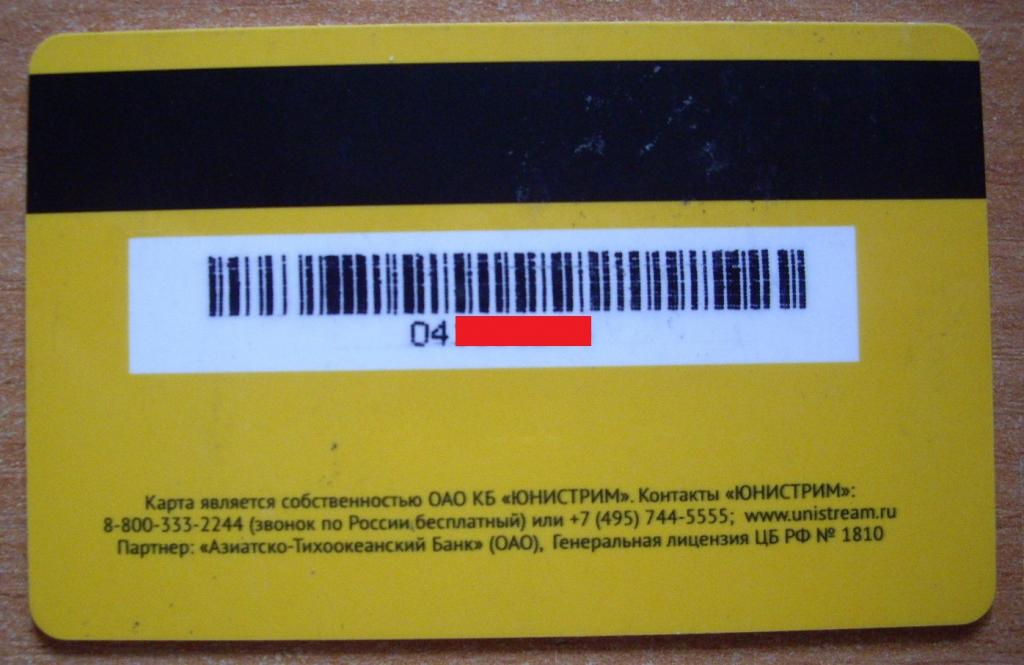 04
Карта является собственностью ОАО КБ «ЮНИСТРИМ». Контакты «ЮНИСТРИМ»:
8-800-333-2244 (звонок по России бесплатный) или +7 (495) 744-5555; www.unistream.ru
Партнер: «Азиатско-Тихоокеанский Банк» (ОАО), Генеральная лицензия ЦБ РФ № 1810